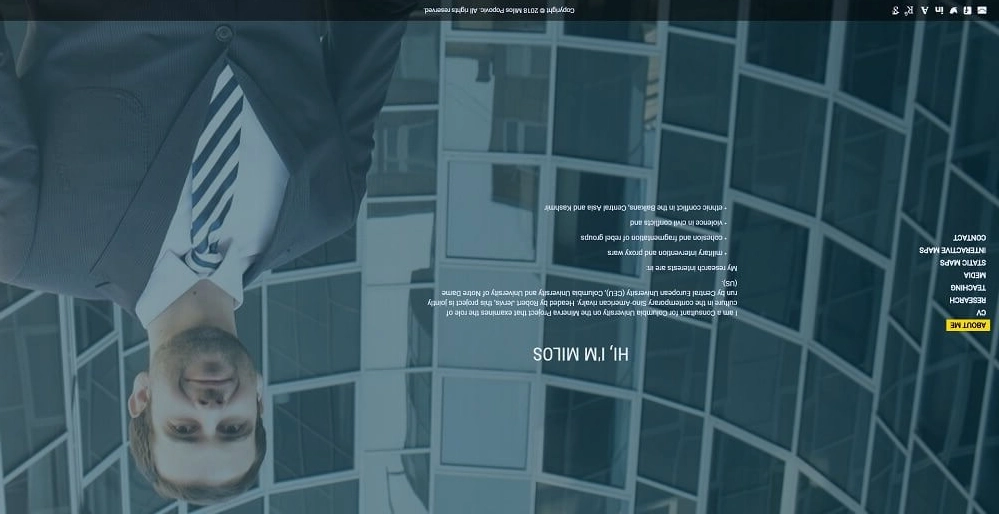 ABOUT ME
CV
RESEARCH
TEACHING
MEDIA
STATIC MAPS
INTERACTIVE MAPS
CONTACT
HI, I'M MILOS
I am a Consultant for Columbia University on the Minerva Project that examines the role of
culture in the contemporary Sino-American rivalry. Headed by Robert Jervis, this project is jointly
run by Central European University (CEU), Columbia University and University of Notre Dame
(US).
My research interests are in:
• military intervention and proxy wars
• cohesion and fragmentation of rebel groups
• violence in civil conflicts and
• ethnic conflict in the Balkans, Central Asia and Kashmir
Copyright © 2018 Milos Popovic. All rights reserved.